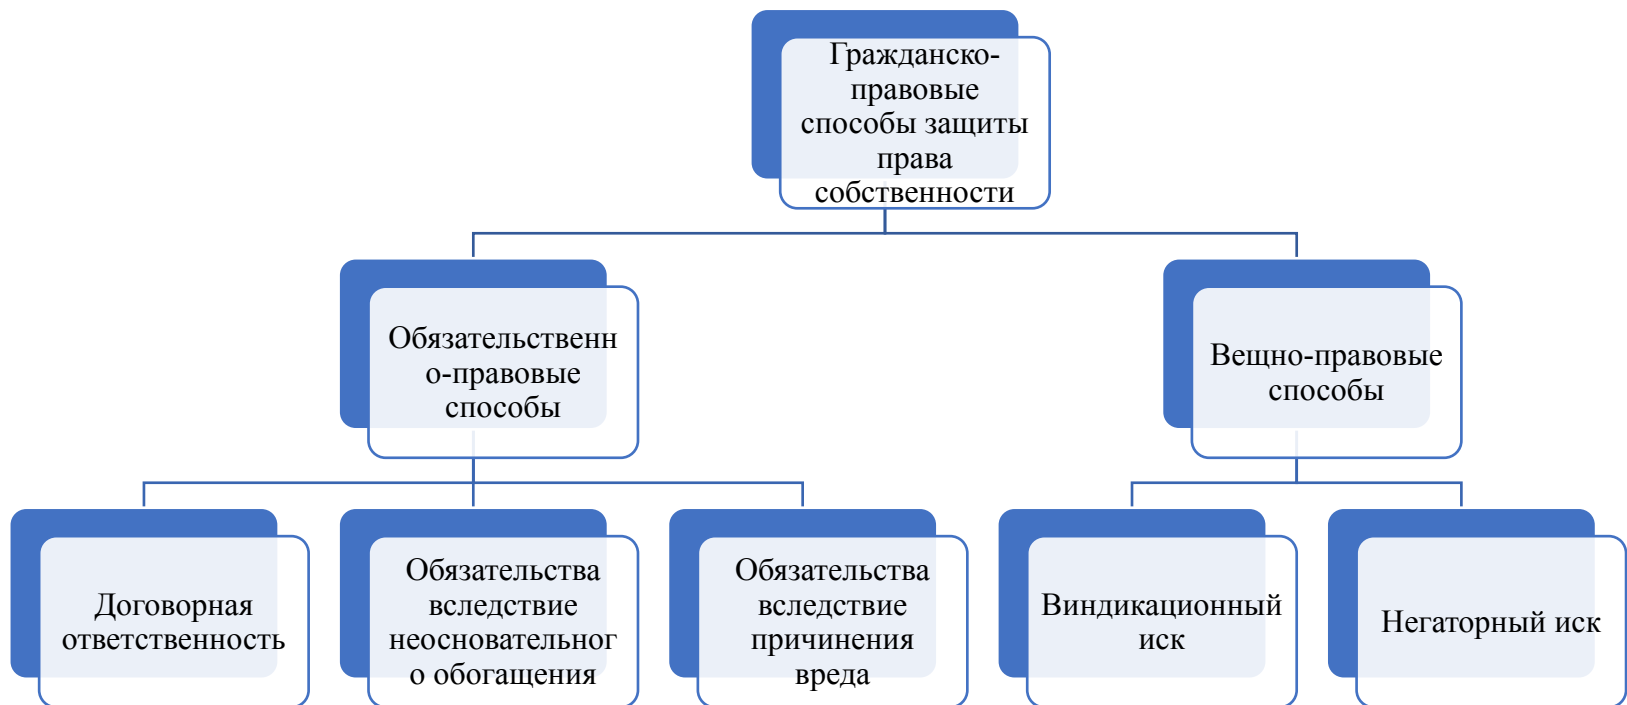 Гражданско-
правовые
способы защиты
права
собственности
Обязательственн
о-правовые
способы
Вещно-правовые
способы
Договорная
ответственность
Обязательства
вследствие
неосновательног
о обогащения
Обязательства
вследствие
причинения
вреда
Виндикационный
иск
Негаторный иск